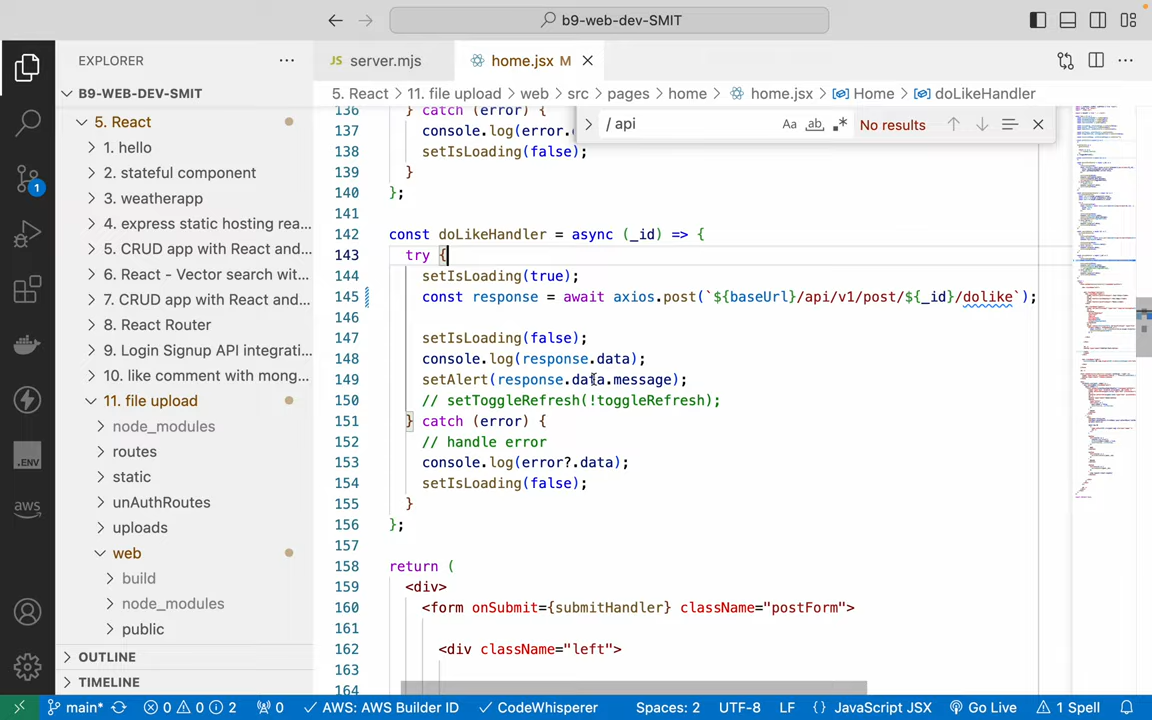 b9-web-dev-SMIT
EXPLORER
JS server.mjs
home.jsx M
B9-WEB-DEV-SMIT
5. React
1. hello
2. stateful component
3. weatherapp
4. express static hosting rea...
5. CRUD app with React and...
6. React - Vector search wit...
7. CRUD app with React and...
8. React Router
9. Login Signup API integrati...
10. like comment with mong...
11. file upload
node_modules
routes
static
unAuthRoutes
uploads
web
build
node_modules
public
OUTLINE
TIMELINE
1
.ENV
aws
5. React > 11. file upload > web > src > pages > home > home.jsx > Home > doLikeHandler
/ api
Aa ab .* No results
136 } catch (error) {
137 console.log(error.
138 setIsLoading(false);
139 }
140 };
141
142 const doLikeHandler = async (_id) => {
143 try {
144 setIsLoading(true);
145 const response = await axios.post(`${baseUrl}/api/v1/post/${_id}/dolike`);
146
147 setIsLoading(false);
148 console.log(response.data);
149 setAlert(response.data.message);
150 // setToggleRefresh(!toggleRefresh);
151 } catch (error) {
152 // handle error
153 console.log(error?.data);
154 setIsLoading(false);
155 }
156 };
157
158 return (
159 <div>
160 <form onSubmit={submitHandler} className="postForm">
161
162 <div className="left">
163
164
main* 0 0 2 0 AWS: AWS Builder ID CodeWhisperer Spaces: 2 UTF-8 LF {} JavaScript JSX Go Live 1 Spell